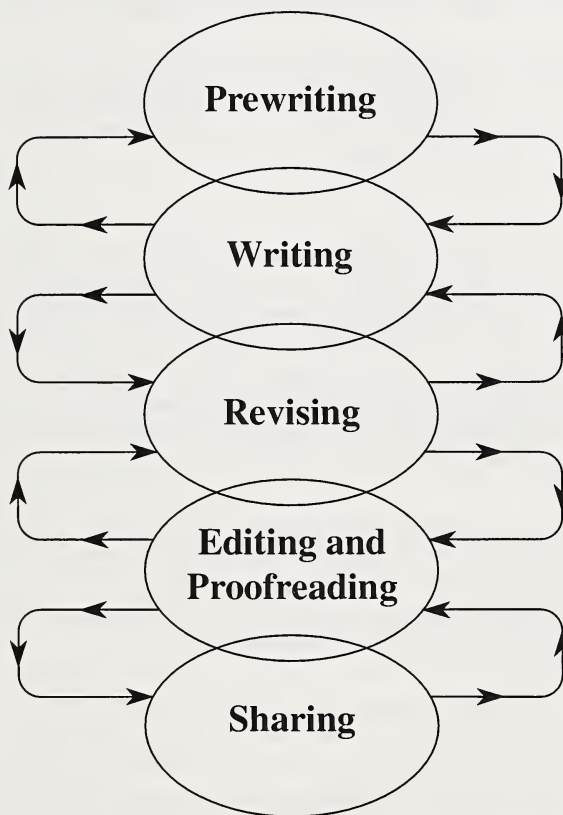 Prewriting
Writing
Revising
Editing and
Proofreading
Sharing